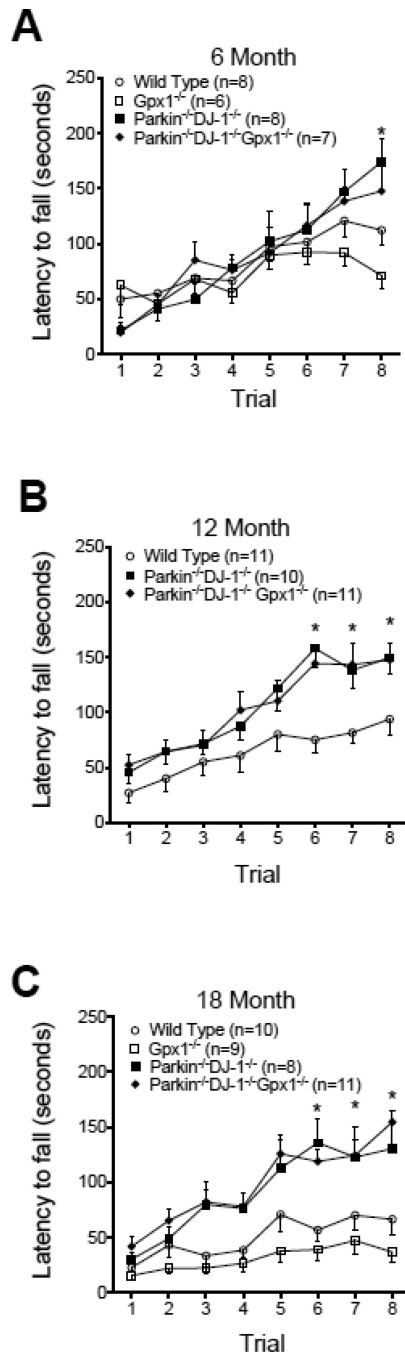 A
6 Month
250
Wild Type (n=8)
Gpx1-/- (n=6)
Parkin-/-DJ-1-/- (n=8)
Parkin-/-DJ-1-/-Gpx1-/- (n=7)
*
200
150
100
50
0
Latency to fall (seconds)
1 2 3 4 5 6 7 8
Trial
B
12 Month
250
Wild Type (n=11)
Parkin-/-DJ-1-/- (n=10)
Parkin-/-DJ-1-/- Gpx1-/- (n=11)
* * *
200
150
100
50
0
Latency to fall (seconds)
1 2 3 4 5 6 7 8
Trial
C
18 Month
250
Wild Type (n=10)
Gpx1-/- (n=9)
Parkin-/-DJ-1-/- (n=8)
Parkin-/-DJ-1-/-Gpx1-/- (n=11)
* * *
200
150
100
50
0
Latency to fall (seconds)
1 2 3 4 5 6 7 8
Trial